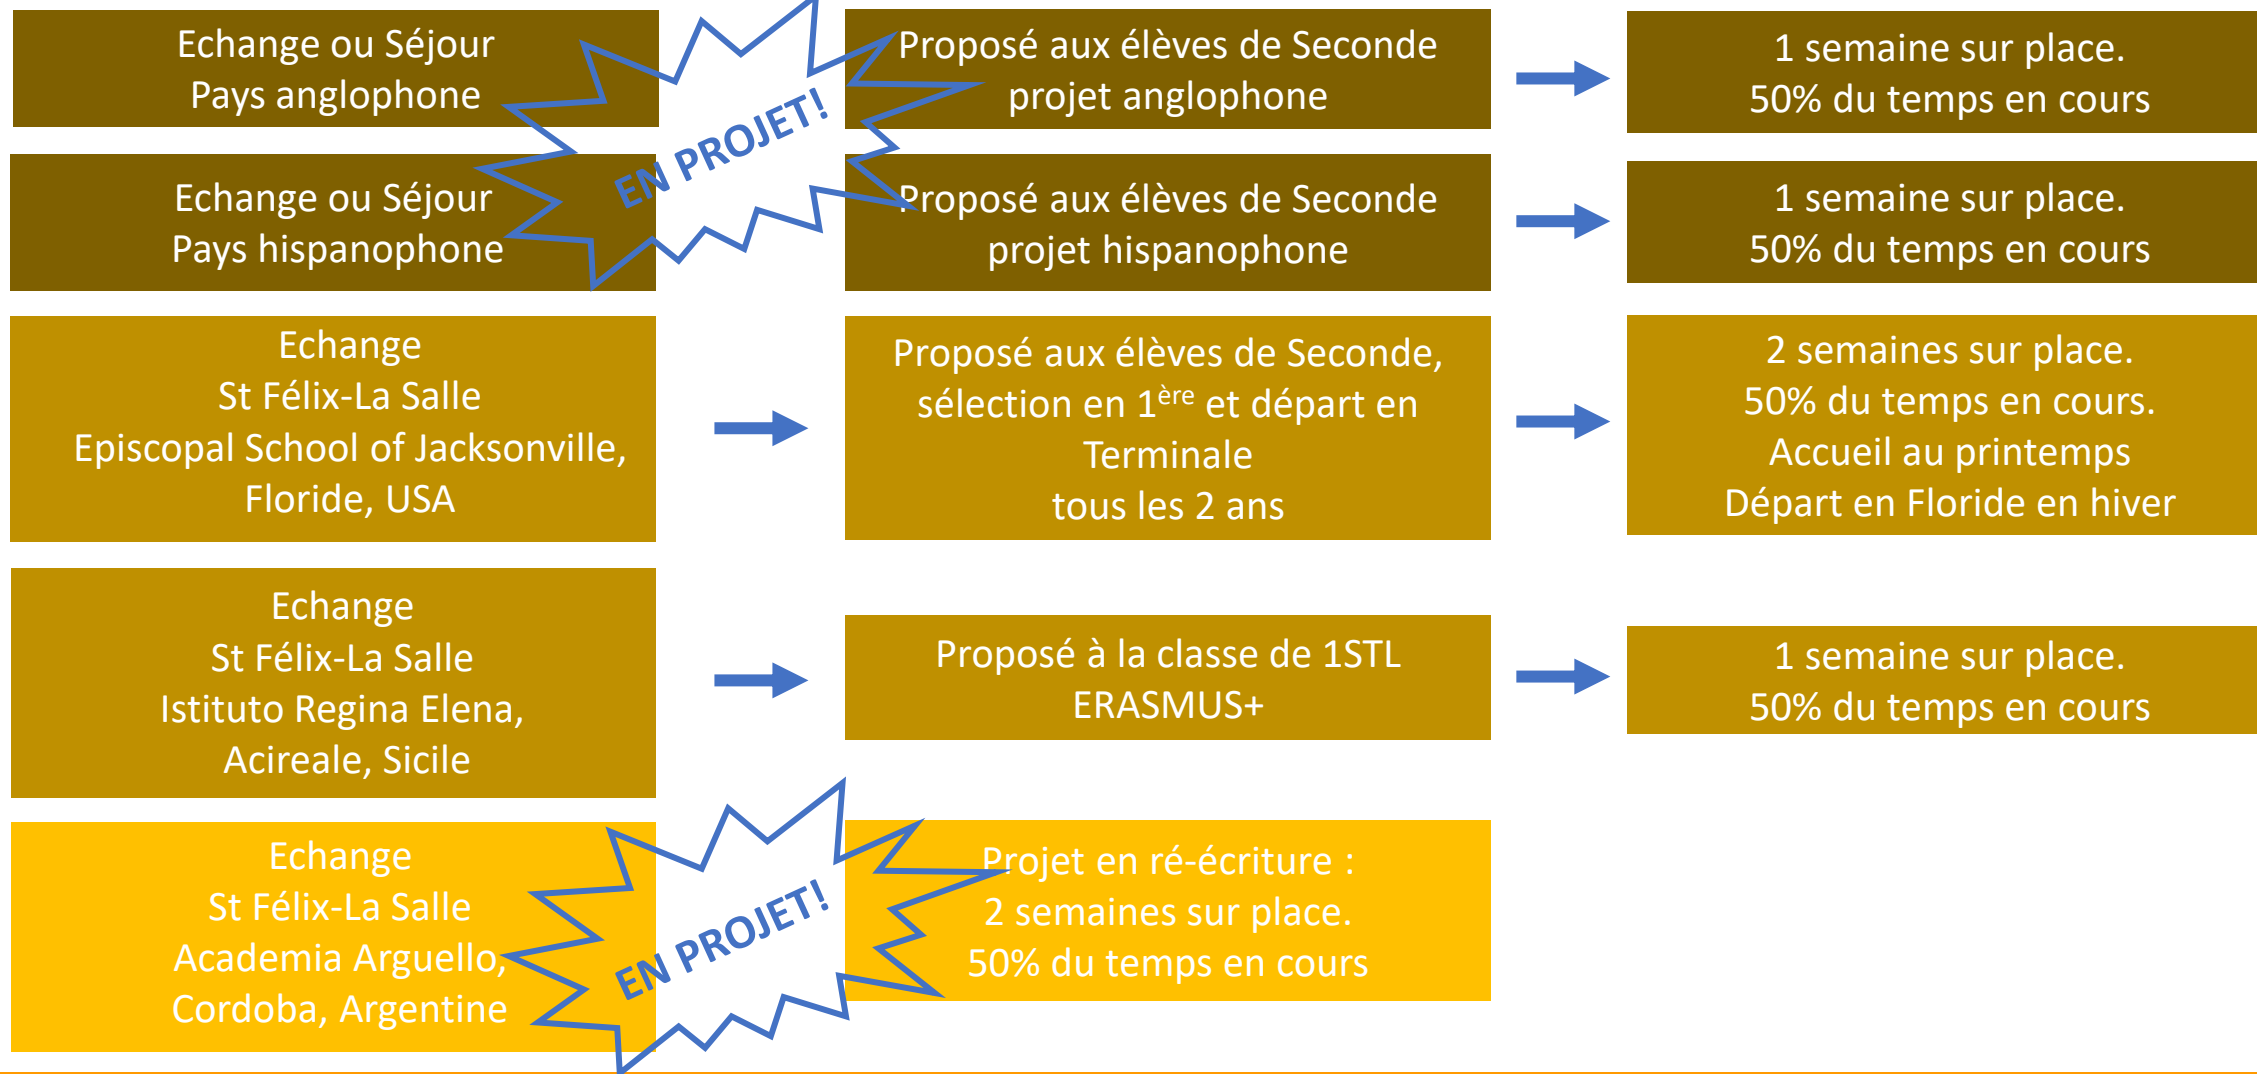 Echange ou Séjour
Pays anglophone
EN PROJET!
Proposé aux élèves de Seconde
projet anglophone
1 semaine sur place.
50% du temps en cours
Echange ou Séjour
Pays hispanophone
Proposé aux élèves de Seconde
projet hispanophone
1 semaine sur place.
50% du temps en cours
Echange
St Félix-La Salle
Episcopal School of Jacksonville,
Floride, USA
Proposé aux élèves de Seconde,
sélection en 1ère et départ en
Terminale
tous les 2 ans
2 semaines sur place.
50% du temps en cours.
Accueil au printemps
Départ en Floride en hiver
Echange
St Félix-La Salle
Istituto Regina Elena,
Acireale, Sicile
Proposé à la classe de 1STL
ERASMUS+
1 semaine sur place.
50% du temps en cours
Echange
St Félix-La Salle
Academia Arguello,
Cordoba, Argentine
EN PROJET!
Projet en ré-écriture :
2 semaines sur place.
50% du temps en cours